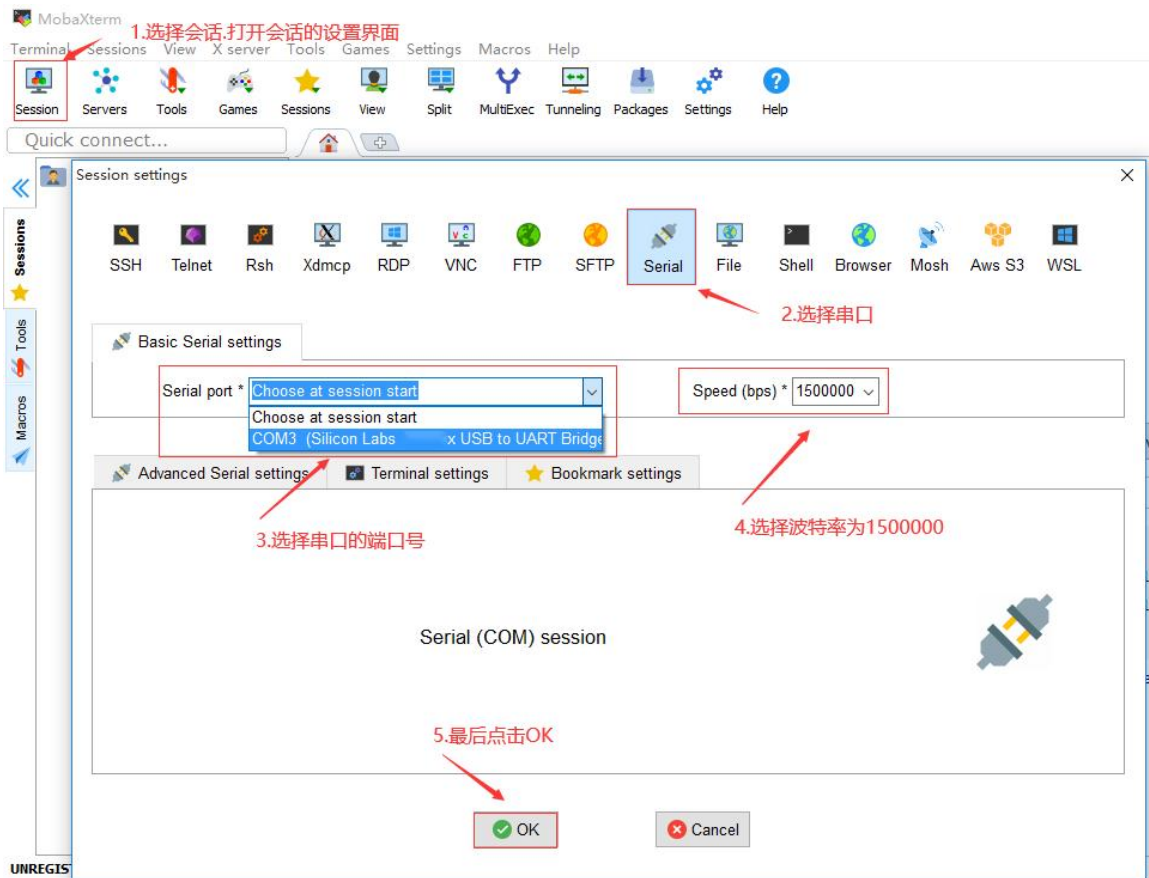 MobaXterm
1.选择会话.打开会话的设置界面
Terminal Sessions View X server Tools Games Settings Macros Help
Session Servers Tools Games Sessions View Split MultiExec Tunneling Packages Settings Help
Quick connect...
Session settings
Sessions
Tools
Macros
SSH Telnet Rsh Xdmcp RDP VNC FTP SFTP Serial File Shell Browser Mosh Aws S3 WSL
2.选择串口
Basic Serial settings
Serial port * Choose at session start Speed (bps) * 1500000
Choose at session start
COM3 (Silicon Labs x USB to UART Bridge
Advanced Serial settings Terminal settings Bookmark settings
3.选择串口的端口号
4.选择波特率为1500000
Serial (COM) session
5.最后点击OK
OK Cancel
UNREGIS